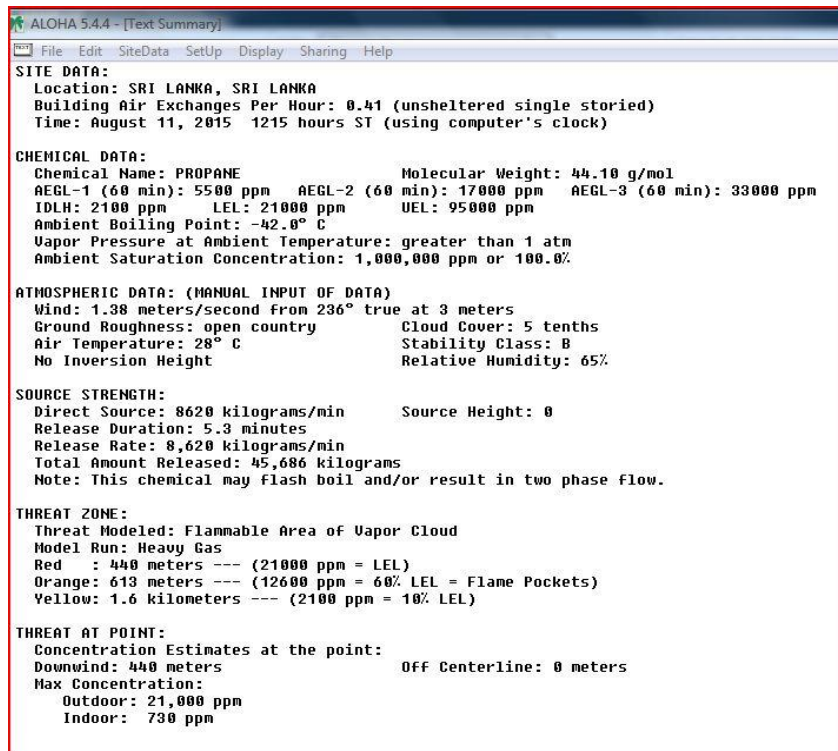 ALOHA 5.4.4 - [Text Summary]
File Edit SiteData SetUp Display Sharing Help
SITE DATA:
Location: SRI LANKA, SRI LANKA
Building Air Exchanges Per Hour: 0.41 (unsheltered single storied)
Time: August 11, 2015 1215 hours ST (using computer's clock)
CHEMICAL DATA:
Chemical Name: PROPANE Molecular Weight: 44.10 g/mol
AEGL-1 (60 min): 5500 ppm AEGL-2 (60 min): 17000 ppm AEGL-3 (60 min): 33000 ppm
IDLH: 2100 ppm LEL: 21000 ppm UEL: 95000 ppm
Ambient Boiling Point: -42.0° C
Vapor Pressure at Ambient Temperature: greater than 1 atm
Ambient Saturation Concentration: 1,000,000 ppm or 100.0%
ATMOSPHERIC DATA: (MANUAL INPUT OF DATA)
Wind: 1.38 meters/second from 236° true at 3 meters
Ground Roughness: open country Cloud Cover: 5 tenths
Air Temperature: 28° C Stability Class: B
No Inversion Height Relative Humidity: 65%
SOURCE STRENGTH:
Direct Source: 8620 kilograms/min Source Height: 0
Release Duration: 5.3 minutes
Release Rate: 8,620 kilograms/min
Total Amount Released: 45,686 kilograms
Note: This chemical may flash boil and/or result in two phase flow.
THREAT ZONE:
Threat Modeled: Flammable Area of Vapor Cloud
Model Run: Heavy Gas
Red : 440 meters --- (21000 ppm = LEL)
Orange: 613 meters --- (12600 ppm = 60% LEL = Flame Pockets)
Yellow: 1.6 kilometers --- (2100 ppm = 10% LEL)
THREAT AT POINT:
Concentration Estimates at the point:
Downwind: 440 meters Off Centerline: 0 meters
Max Concentration:
Outdoor: 21,000 ppm
Indoor: 730 ppm